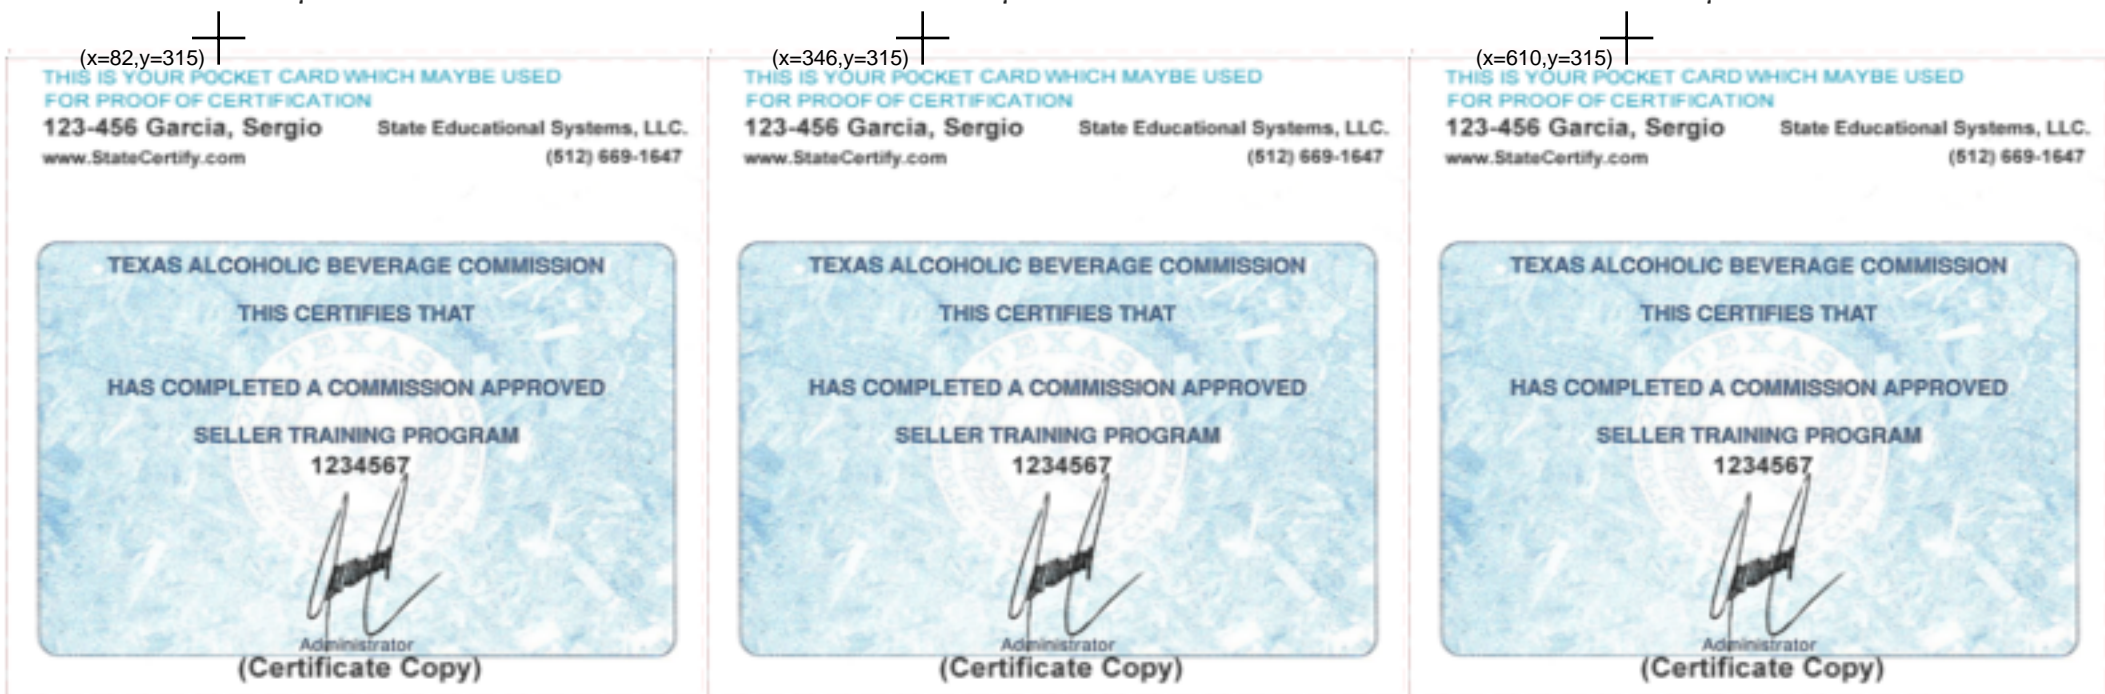 (x=82,y=315)
THIS IS YOUR POCKET CARD WHICH MAYBE USED
FOR PROOF OF CERTIFICATION
123-456 Garcia, Sergio State Educational Systems, LLC.
www.StateCertify.com (512) 669-1647
TEXAS ALCOHOLIC BEVERAGE COMMISSION
THIS CERTIFIES THAT
TEXAS
HAS COMPLETED A COMMISSION APPROVED
SELLER TRAINING PROGRAM
1234567
Administrator
(Certificate Copy)
(x=346,y=315)
THIS IS YOUR POCKET CARD WHICH MAYBE USED
FOR PROOF OF CERTIFICATION
123-456 Garcia, Sergio State Educational Systems, LLC.
www.StateCertify.com (512) 669-1647
TEXAS ALCOHOLIC BEVERAGE COMMISSION
THIS CERTIFIES THAT
TEXAS
HAS COMPLETED A COMMISSION APPROVED
SELLER TRAINING PROGRAM
1234567
Administrator
(Certificate Copy)
(x=610,y=315)
THIS IS YOUR POCKET CARD WHICH MAYBE USED
FOR PROOF OF CERTIFICATION
123-456 Garcia, Sergio State Educational Systems, LLC.
www.StateCertify.com (512) 669-1647
TEXAS ALCOHOLIC BEVERAGE COMMISSION
THIS CERTIFIES THAT
TEXAS
HAS COMPLETED A COMMISSION APPROVED
SELLER TRAINING PROGRAM
1234567
Administrator
(Certificate Copy)